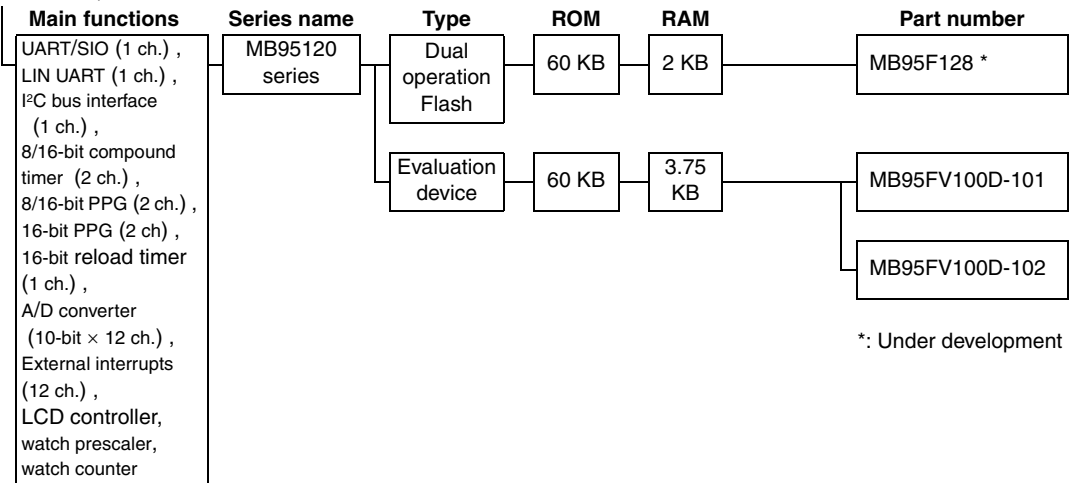 Main functions Series name Type ROM RAM Part number
UART/SIO (1 ch.) ,
LIN UART (1 ch.) ,
I²C bus interface
(1 ch.) ,
8/16-bit compound
timer (2 ch.) ,
8/16-bit PPG (2 ch.) ,
16-bit PPG (2 ch) ,
16-bit reload timer
(1 ch.) ,
A/D converter
(10-bit × 12 ch.) ,
External interrupts
(12 ch.) ,
LCD controller,
watch prescaler,
watch counter
MB95120
series
Dual
operation
Flash
60 KB
2 KB
MB95F128 *
Evaluation
device
60 KB
3.75
KB
MB95FV100D-101
MB95FV100D-102
*: Under development